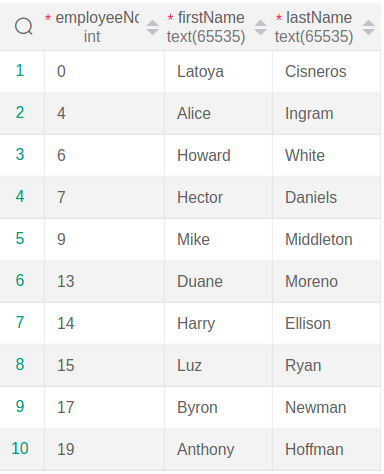 * employeeNo * firstName * lastName
int text(65535) text(65535)
1 0 Latoya Cisneros
2 4 Alice Ingram
3 6 Howard White
4 7 Hector Daniels
5 9 Mike Middleton
6 13 Duane Moreno
7 14 Harry Ellison
8 15 Luz Ryan
9 17 Byron Newman
10 19 Anthony Hoffman